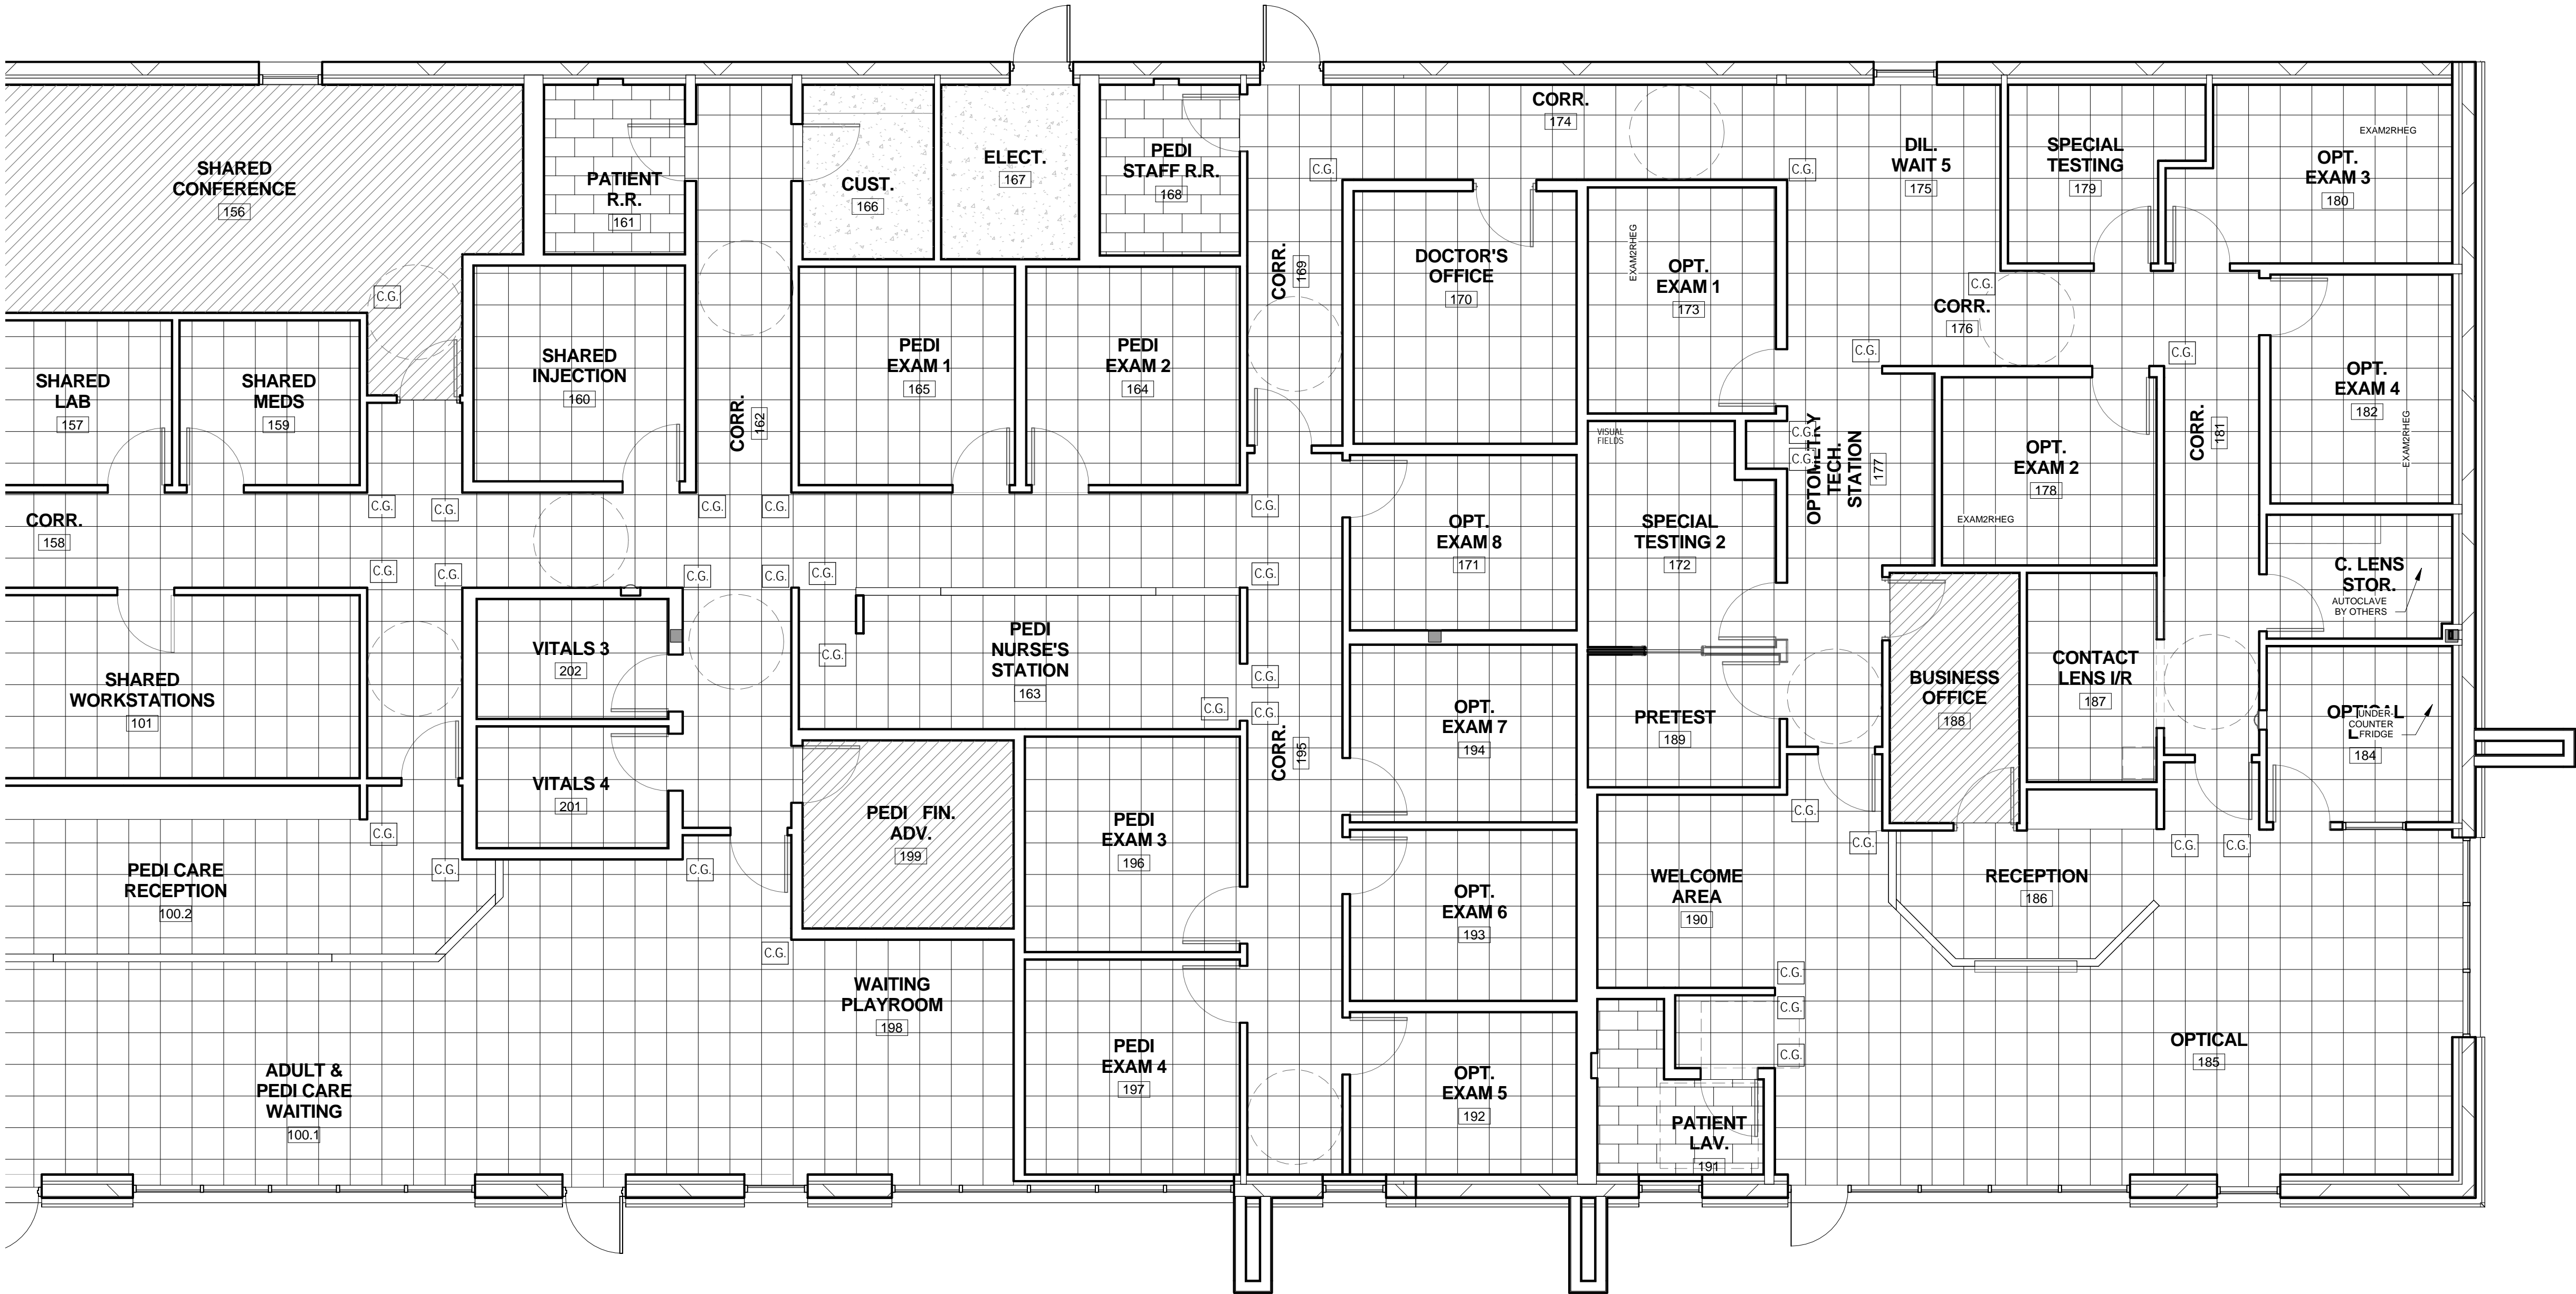 SHARED
CONFERENCE
156
C.G.
PATIENT
R.R.
161
CUST.
166
ELECT.
167
PEDI
STAFF R.R.
168
CORR.
174
C.G.
C.G.
DIL.
WAIT 5
175
SPECIAL
TESTING
179
EXAM2RHEG
OPT.
EXAM 3
180
SHARED
LAB
157
SHARED
MEDS
159
SHARED
INJECTION
160
CORR.
162
PEDI
EXAM 1
165
PEDI
EXAM 2
164
CORR.
169
DOCTOR'S
OFFICE
170
EXAM2RHEG
OPT.
EXAM 1
173
C.G.
CORR.
176
C.G.
C.G.
OPT.
EXAM 4
182
EXAM2RHEG
VISUAL
FIELDS
C.G.
C.G.
OPTOMETRY
TECH.
STATION
177
OPT.
EXAM 2
178
EXAM2RHEG
CORR.
181
CORR.
158
C.G.
C.G.
C.G.
C.G.
C.G.
C.G.
C.G.
C.G.
C.G.
C.G.
C.G.
OPT.
EXAM 8
171
SPECIAL
TESTING 2
172
C. LENS
STOR.
AUTOCLAVE
BY OTHERS
SHARED
WORKSTATIONS
101
VITALS 3
202
C.G.
PEDI
NURSE'S
STATION
163
C.G.
C.G.
C.G.
CORR.
195
OPT.
EXAM 7
194
PRETEST
189
BUSINESS
OFFICE
188
CONTACT
LENS I/R
187
OPTICAL
UNDER-
COUNTER
FRIDGE
184
VITALS 4
201
PEDI FIN.
ADV.
199
PEDI
EXAM 3
196
C.G.
C.G.
C.G.
C.G.
C.G.
C.G.
C.G.
PEDI CARE
RECEPTION
100.2
OPT.
EXAM 6
193
WELCOME
AREA
190
RECEPTION
186
C.G.
WAITING
PLAYROOM
198
C.G.
C.G.
C.G.
ADULT &
PEDI CARE
WAITING
100.1
PEDI
EXAM 4
197
OPT.
EXAM 5
192
PATIENT
LAV.
191
OPTICAL
185